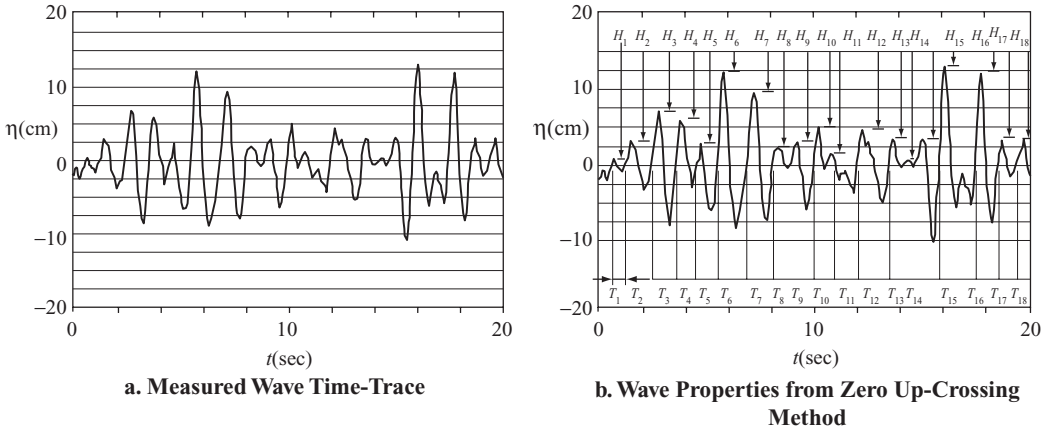 20
10
η(cm)
0
–10
–20
0
10
20
t(sec)
a. Measured Wave Time-Trace
20
10
η(cm)
0
–10
–20
H1 H2 H3 H4 H5 H6 H7 H8 H9 H10 H11 H12 H13 H14 H15 H16 H17 H18
T1 T2 T3 T4 T5 T6 T7 T8 T9 T10 T11 T12 T13 T14 T15 T16 T17 T18
0
10
20
t(sec)
b. Wave Properties from Zero Up-Crossing
Method